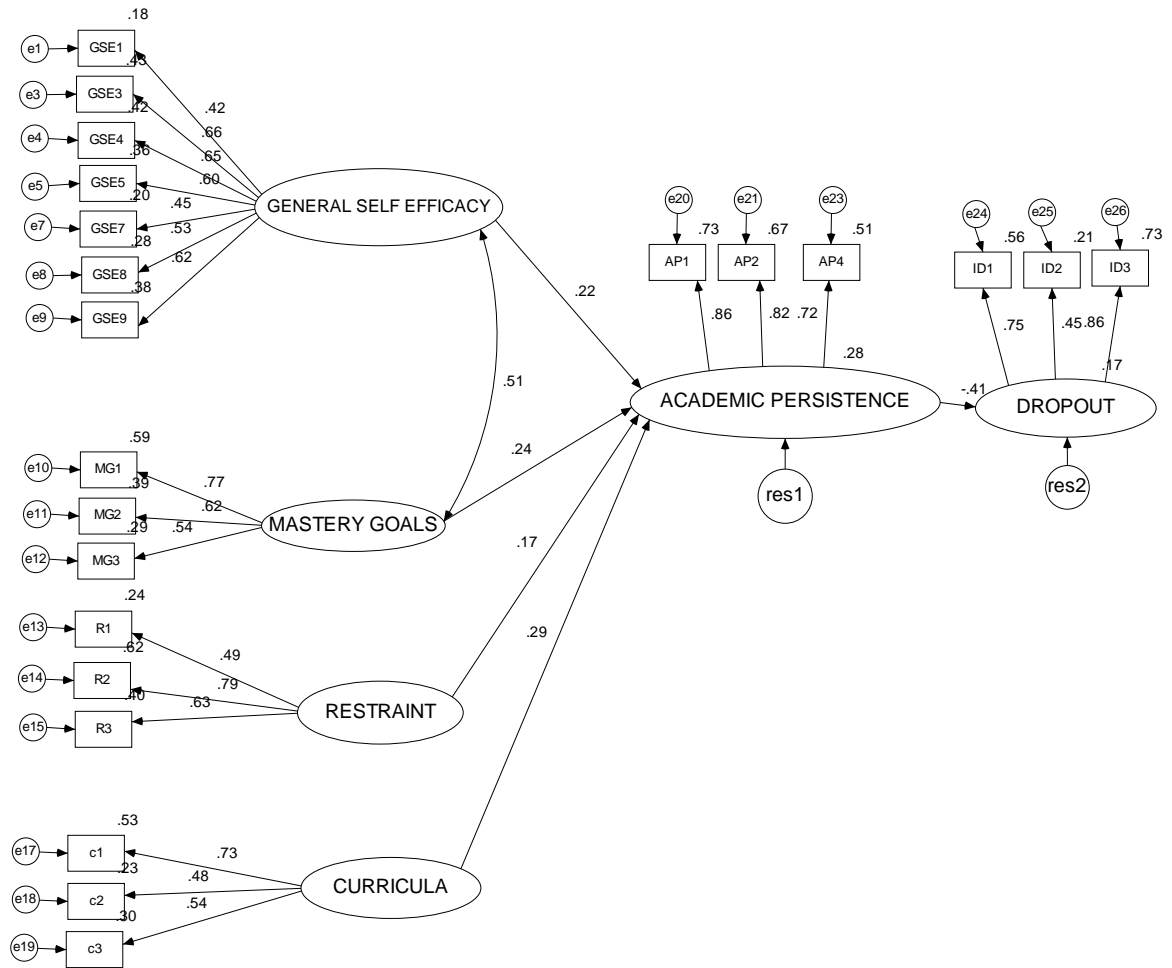 .18
e1
GSE1
.43
e3
GSE3
.42
.42
e4
GSE4
.66
.36
.65
e5
GSE5
.60
.20
.45
e7
GSE7
.53
.28
.62
e8
GSE8
.38
e9
GSE9
GENERAL SELF EFFICACY
.22
.51
.59
e10
MG1
.77
.39
e11
MG2
.62
.29
.54
e12
MG3
MASTERY GOALS
.24
.24
e13
R1
.49
.62
e14
R2
.79
.40
.63
e15
R3
RESTRAINT
.17
.53
e17
c1
.73
.23
e18
c2
.48
.30
.54
e19
c3
CURRICULA
.29
e20
e21
e23
.73
.67
.51
AP1
AP2
AP4
.86
.82
.72
.28
ACADEMIC PERSISTENCE
res1
-.41
e24
e25
e26
.56
.21
.73
ID1
ID2
ID3
.75
.45
.86
.17
DROPOUT
res2